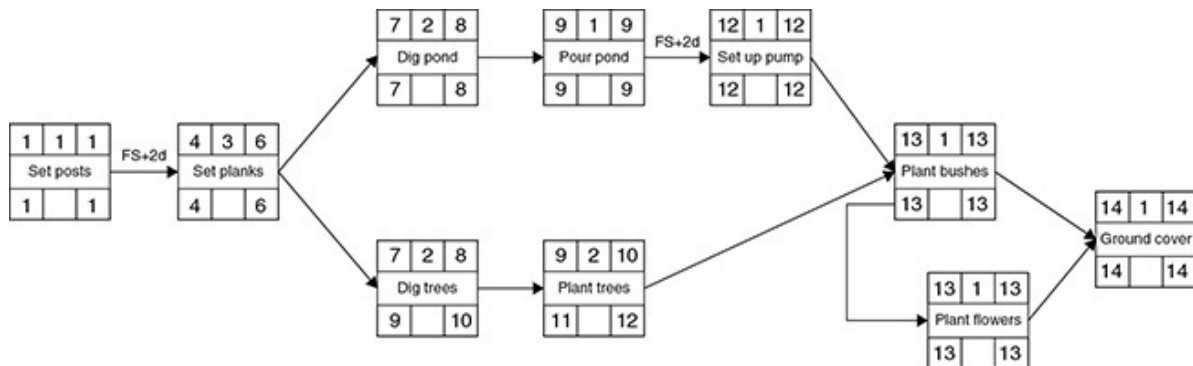 7 2 8
Dig pond
7 8
9 1 9
Pour pond
9 9
FS+2d
12 1 12
Set up pump
12 12
1 1 1
Set posts
1 1
FS+2d
4 3 6
Set planks
4 6
13 1 13
Plant bushes
13 13
14 1 14
Ground cover
14 14
7 2 8
Dig trees
9 10
9 2 10
Plant trees
11 12
13 1 13
Plant flowers
13 13